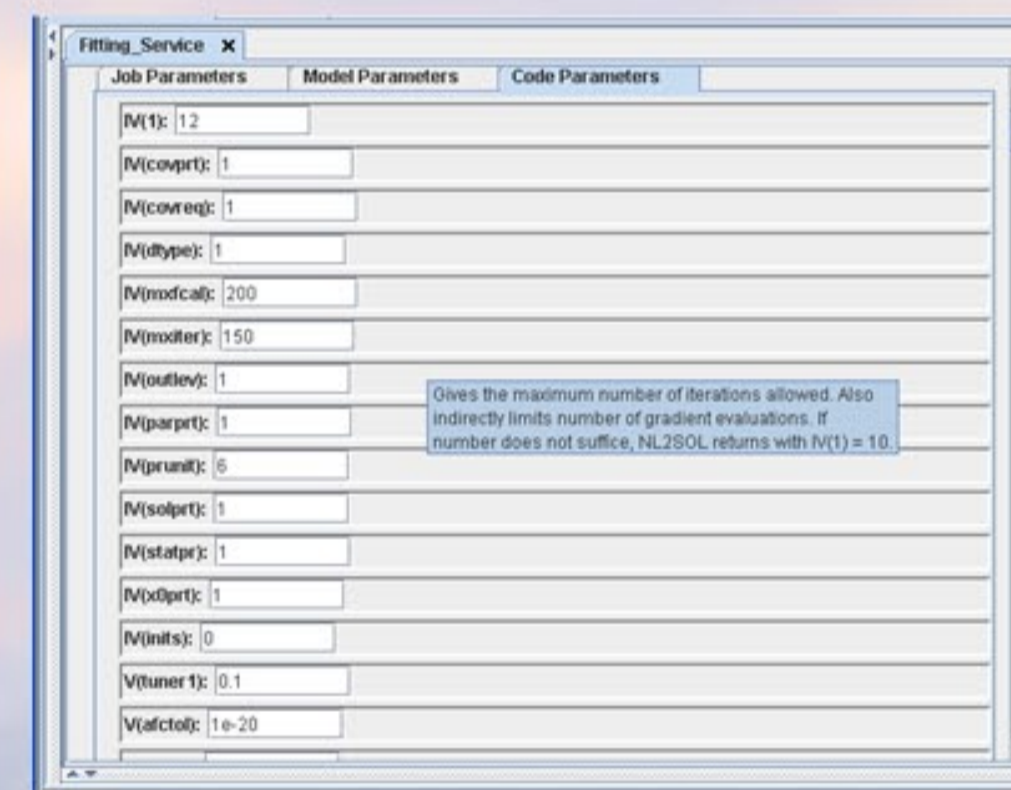 Fitting_Service X
Job Parameters Model Parameters Code Parameters
IV(1): 12
IV(covprt): 1
IV(covreq): 1
IV(dtype): 1
IV(mxfcal): 200
IV(mxiter): 150
IV(outlev): 1
Gives the maximum number of iterations allowed. Also
indirectly limits number of gradient evaluations. If
number does not suffice, NL2SOL returns with IV(1) = 10.
IV(parprt): 1
IV(prunit): 6
IV(solprt): 1
IV(statpr): 1
IV(x0prt): 1
IV(inits): 0
V(tuner1): 0.1
V(afctol): 1e-20